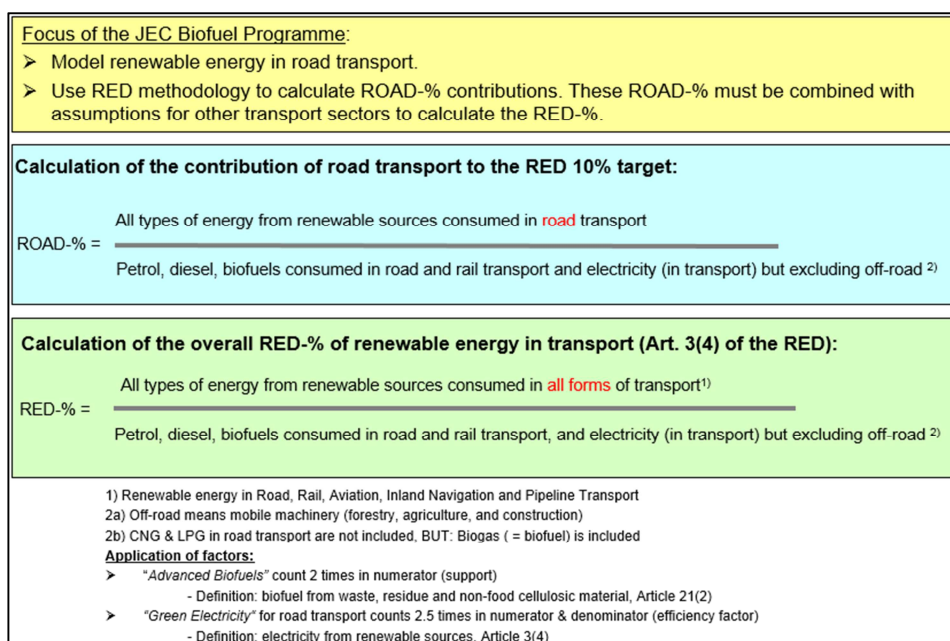 Focus of the JEC Biofuel Programme:
➢ Model renewable energy in road transport.
➢ Use RED methodology to calculate ROAD-% contributions. These ROAD-% must be combined with
assumptions for other transport sectors to calculate the RED-%.
Calculation of the contribution of road transport to the RED 10% target:
All types of energy from renewable sources consumed in road transport
ROAD-% =
Petrol, diesel, biofuels consumed in road and rail transport and electricity (in transport) but excluding off-road 2)
Calculation of the overall RED-% of renewable energy in transport (Art. 3(4) of the RED):
All types of energy from renewable sources consumed in all forms of transport1)
RED-% =
Petrol, diesel, biofuels consumed in road and rail transport, and electricity (in transport) but excluding off-road 2)
1) Renewable energy in Road, Rail, Aviation, Inland Navigation and Pipeline Transport
2a) Off-road means mobile machinery (forestry, agriculture, and construction)
2b) CNG & LPG in road transport are not included, BUT: Biogas ( = biofuel) is included
Application of factors:
➢ "Advanced Biofuels" count 2 times in numerator (support)
- Definition: biofuel from waste, residue and non-food cellulosic material, Article 21(2)
➢ "Green Electricity" for road transport counts 2.5 times in numerator & denominator (efficiency factor)
- Definition: electricity from renewable sources, Article 3(4)